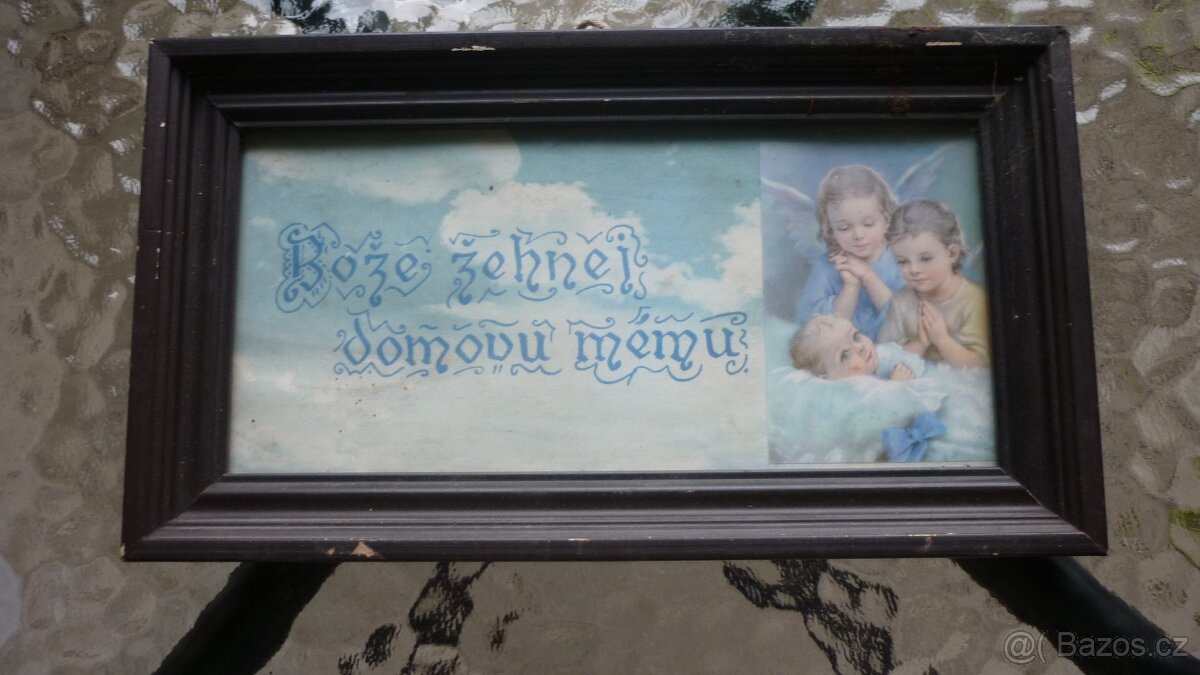 Bože žehnej
domovu mému
@( Bazos.cz